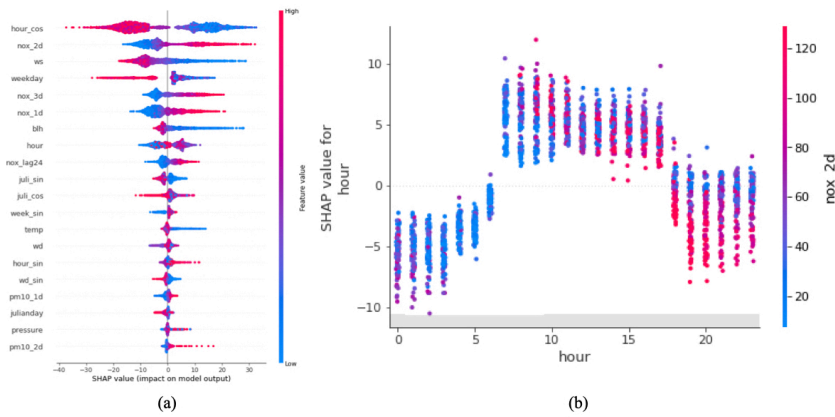 High
hour_cos
nox_2d
ws
weekday
nox_3d
nox_1d
blh
hour
nox_lag24
juli_sin
juli_cos
week_sin
temp
wd
hour_sin
wd_sin
pm10_1d
julianday
pressure
pm10_2d
Feature value
Low
−40 −30 −20 −10 0 10 20 30
SHAP value (impact on model output)
(a)
10
5
0
−5
−10
SHAP value for
hour
0 5 10 15 20
hour
120
100
80
60
40
20
nox 2d
(b)